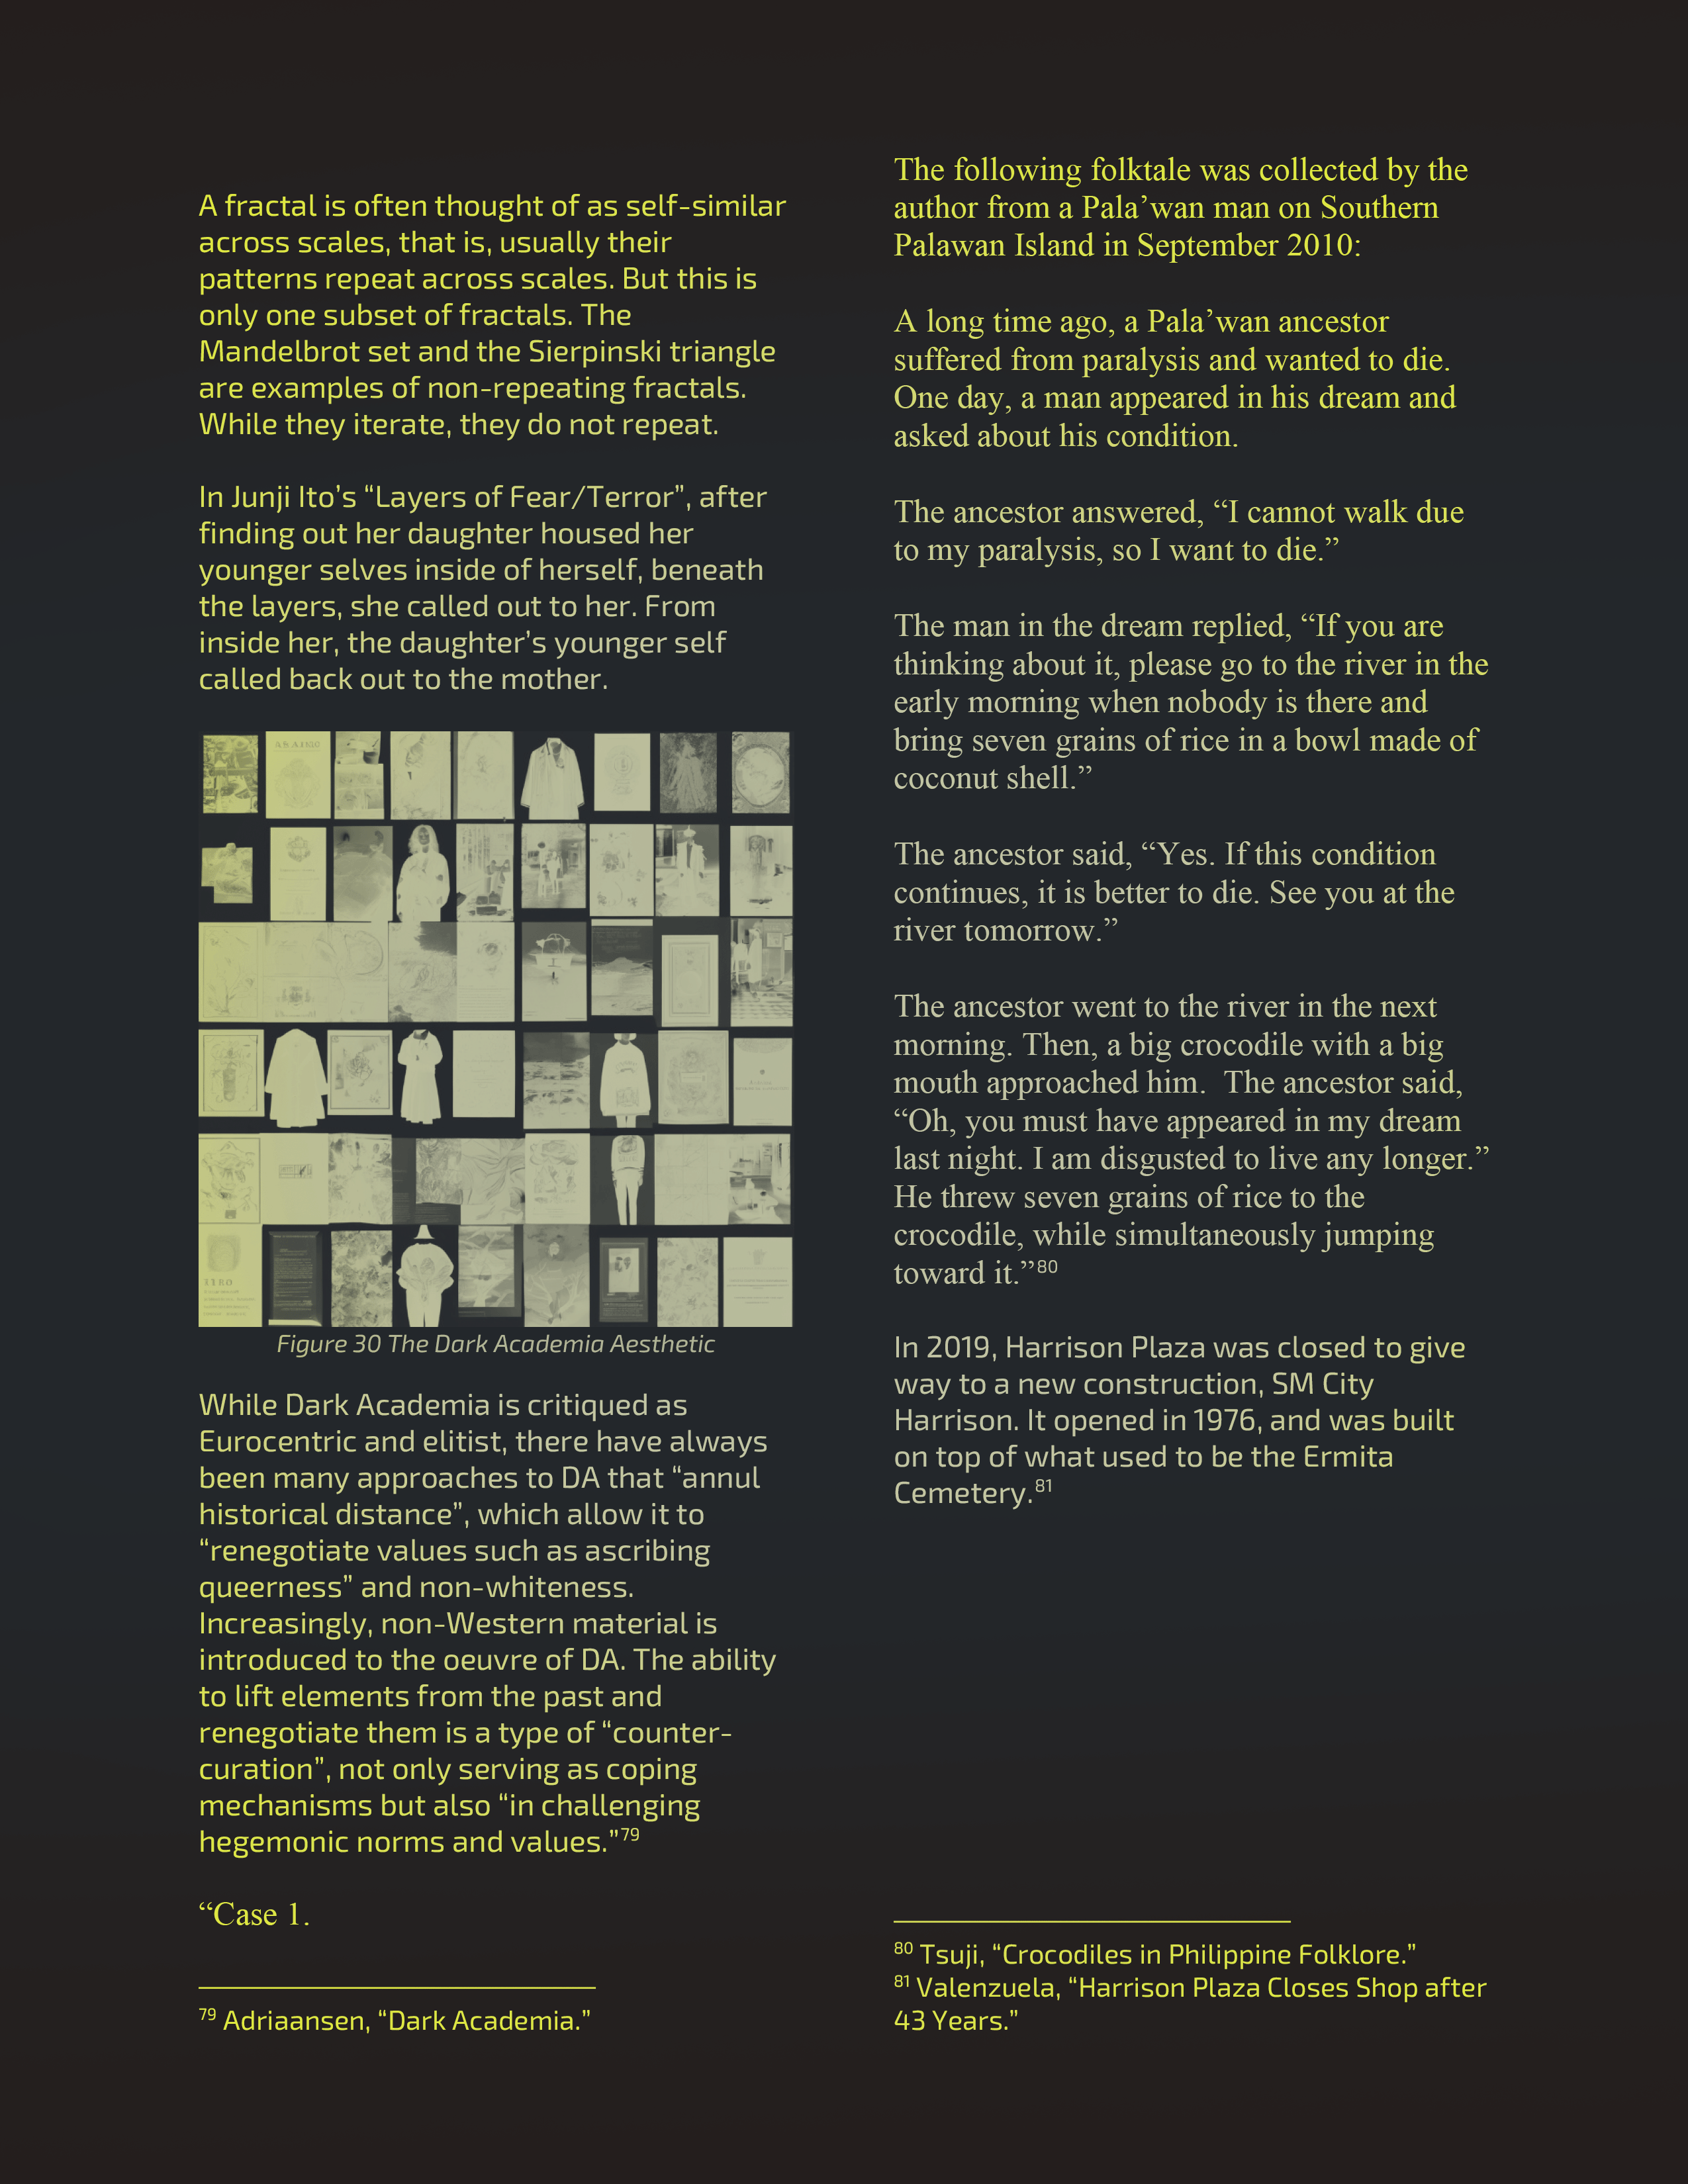 A fractal is often thought of as self-similar
across scales, that is, usually their
patterns repeat across scales. But this is
only one subset of fractals. The
Mandelbrot set and the Sierpinski triangle
are examples of non-repeating fractals.
While they iterate, they do not repeat.
In Junji Ito’s “Layers of Fear/Terror”, after
finding out her daughter housed her
younger selves inside of herself, beneath
the layers, she called out to her. From
inside her, the daughter’s younger self
called back out to the mother.
Figure 30 The Dark Academia Aesthetic
While Dark Academia is critiqued as
Eurocentric and elitist, there have always
been many approaches to DA that “annul
historical distance”, which allow it to
“renegotiate values such as ascribing
queerness” and non-whiteness.
Increasingly, non-Western material is
introduced to the oeuvre of DA. The ability
to lift elements from the past and
renegotiate them is a type of “counter-
curation”, not only serving as coping
mechanisms but also “in challenging
hegemonic norms and values.”79
“Case 1.
79 Adriaansen, “Dark Academia.”
The following folktale was collected by the
author from a Pala’wan man on Southern
Palawan Island in September 2010:
A long time ago, a Pala’wan ancestor
suffered from paralysis and wanted to die.
One day, a man appeared in his dream and
asked about his condition.
The ancestor answered, “I cannot walk due
to my paralysis, so I want to die.”
The man in the dream replied, “If you are
thinking about it, please go to the river in the
early morning when nobody is there and
bring seven grains of rice in a bowl made of
coconut shell.”
The ancestor said, “Yes. If this condition
continues, it is better to die. See you at the
river tomorrow.”
The ancestor went to the river in the next
morning. Then, a big crocodile with a big
mouth approached him.  The ancestor said,
“Oh, you must have appeared in my dream
last night. I am disgusted to live any longer.”
He threw seven grains of rice to the
crocodile, while simultaneously jumping
toward it.”80
In 2019, Harrison Plaza was closed to give
way to a new construction, SM City
Harrison. It opened in 1976, and was built
on top of what used to be the Ermita
Cemetery.81
80 Tsuji, “Crocodiles in Philippine Folklore.”
81 Valenzuela, “Harrison Plaza Closes Shop after
43 Years.”